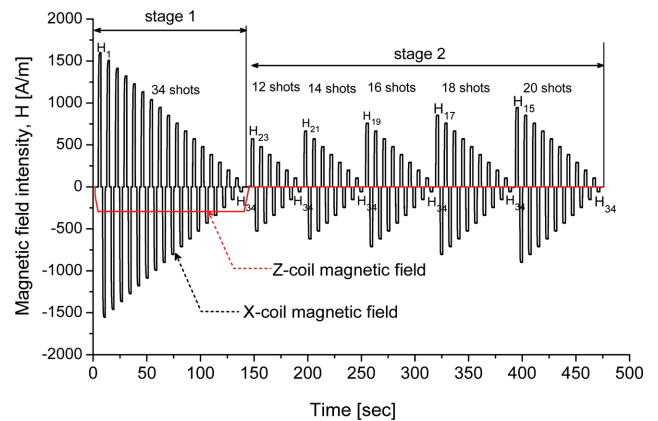 stage 1
stage 2
H1
34 shots
12 shots
14 shots
16 shots
18 shots
20 shots
H23
H21
H19
H17
H15
H34
H34
H34
H34
H34
H34
Z-coil magnetic field
X-coil magnetic field
Magnetic field intensity, H [A/m]
2000
1500
1000
500
0
-500
-1000
-1500
-2000
0 50 100 150 200 250 300 350 400 450 500
Time [sec]